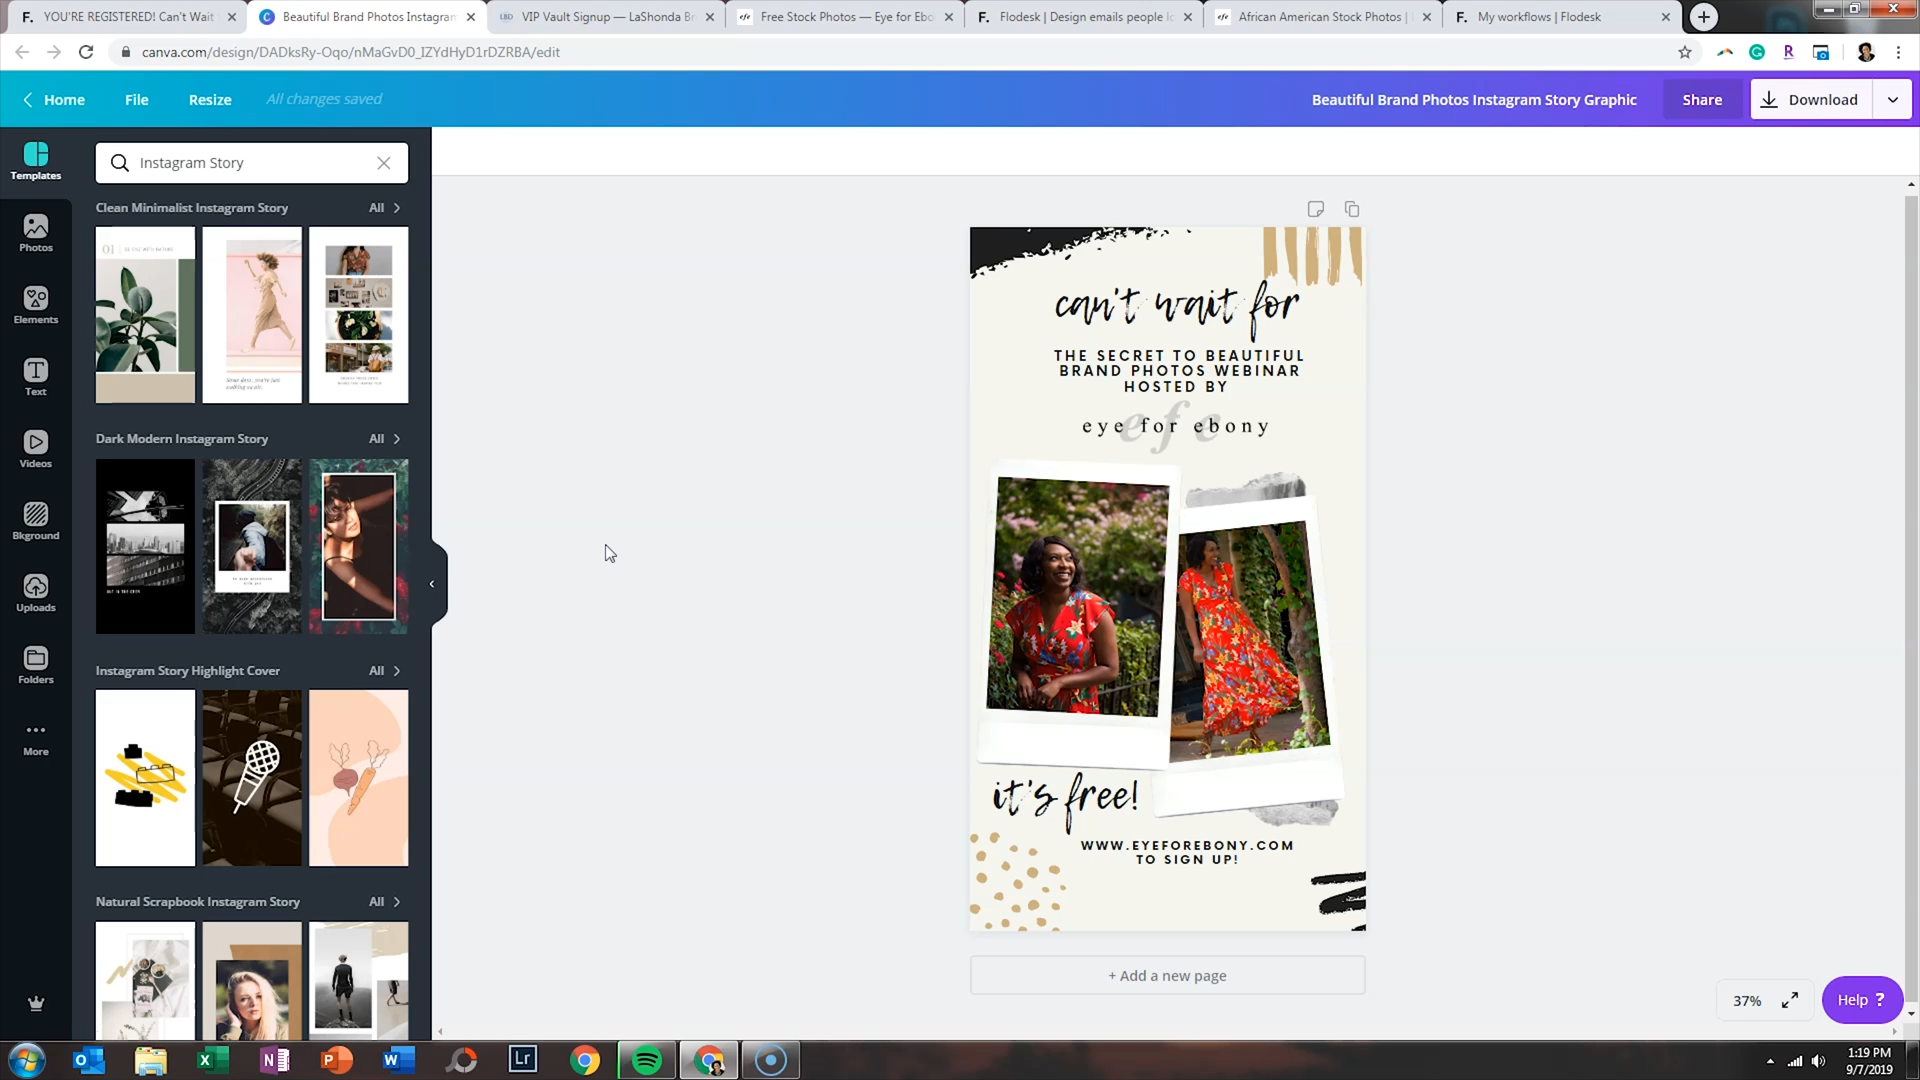 YOU'RE REGISTERED! Can't Wait
Beautiful Brand Photos Instagram
VIP Vault Signup — LaShonda Br
Free Stock Photos — Eye for Ebo
Flodesk | Design emails people lo
African American Stock Photos |
My workflows | Flodesk
canva.com/design/DADksRy-Oqo/nMaGvD0_IZYdHyD1rDZRBA/edit
Home
File
Resize
All changes saved
Beautiful Brand Photos Instagram Story Graphic
Share
Download
Templates
Photos
Elements
Text
Videos
Bkground
Uploads
Folders
More
Instagram Story
Clean Minimalist Instagram Story
All
01
Dark Modern Instagram Story
All
Instagram Story Highlight Cover
All
Natural Scrapbook Instagram Story
All
can't wait for
THE SECRET TO BEAUTIFUL
BRAND PHOTOS WEBINAR
HOSTED BY
efe
eye for ebony
it's free!
WWW.EYEFOREBONY.COM
TO SIGN UP!
+ Add a new page
37%
Help ?
Lr
1:19 PM
9/7/2019